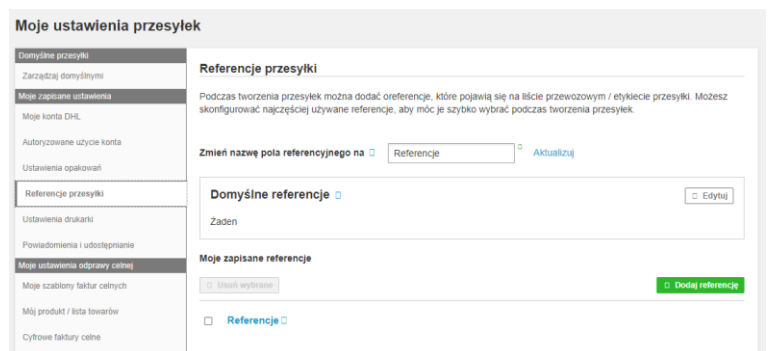 Moje ustawienia przesyłek
Domyślne przesyłki
Zarządzaj domyślnymi
Moje zapisane ustawienia
Moje konta DHL
Autoryzowane użycie konta
Ustawienia opakowań
Referencje przesyłki
Ustawienia drukarki
Powiadomienia i udostępnianie
Moje ustawienia odprawy celnej
Moje szablony faktur celnych
Mój produkt / lista towarów
Cyfrowe faktury celne
Referencje przesyłki
Podczas tworzenia przesyłek można dodać oreferencje, które pojawią się na liście przewozowym / etykiecie przesyłki. Możesz
skonfigurować najczęściej używane referencje, aby móc je szybko wybrać podczas tworzenia przesyłek.
Zmień nazwę pola referencyjnego na Referencje Aktualizuj
Domyślne referencje Edytuj
Żaden
Moje zapisane referencje
Usuń wybrane Dodaj referencję
Referencje